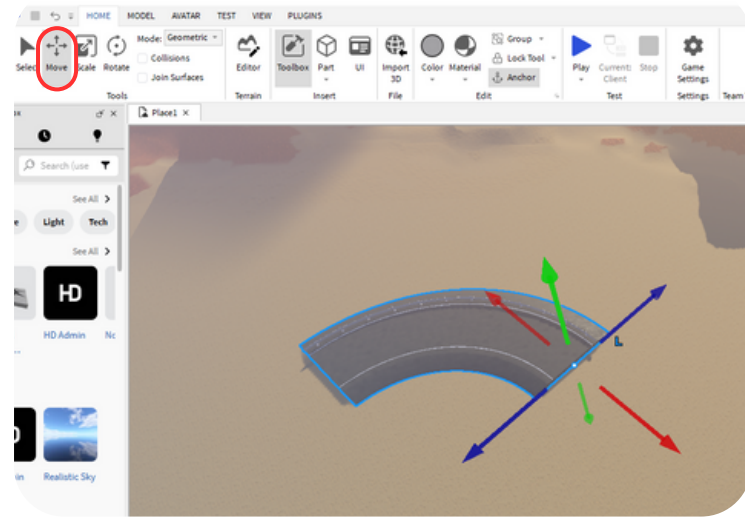 HOME MODEL AVATAR TEST VIEW PLUGINS
Select Move Scale Rotate
Mode: Geometric
Collisions
Join Surfaces
Tools
Editor
Terrain
Toolbox Part UI
Insert
Import
3D
File
Color Material
Group
Lock Tool
Anchor
Edit
Play Current: Stop
Client
Test
Game
Settings
Settings
Team
Place1 ×
Search (use
See All >
Light Tech
See All >
HD
HD Admin
...
Realistic Sky
L